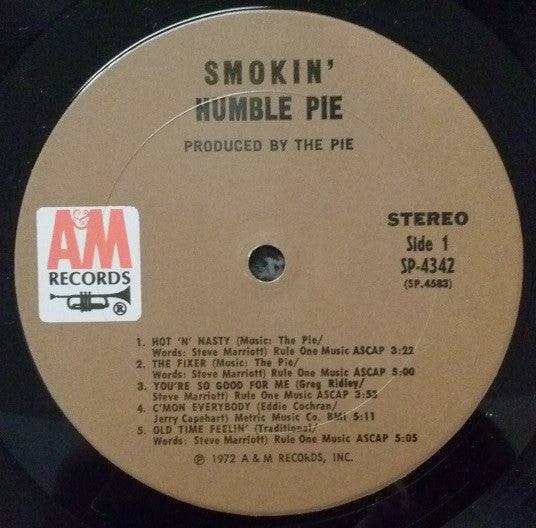 SMOKIN'
HUMBLE PIE
PRODUCED BY THE PIE
A&M
RECORDS
®
STEREO
Side 1
SP-4342
(SP.4583)
1. HOT 'N' NASTY (Music: The Pie/
Words: Steve Marriott) Rule One Music ASCAP 3:22
2. THE FIXER (Music: The Pie/
Words: Steve Marriott) Rule One Music ASCAP 5:00
3. YOU'RE SO GOOD FOR ME (Greg Ridley/
Steve Marriott) Rule One Music ASCAP 3:53
4. C'MON EVERYBODY (Eddie Cochran/
Jerry Capehart) Metric Music Co. BMI 5:11
5. OLD TIME FEELIN' (Traditional/
Words: Steve Marriott) Rule One Music ASCAP 5:05
℗ 1972 A & M RECORDS, INC.